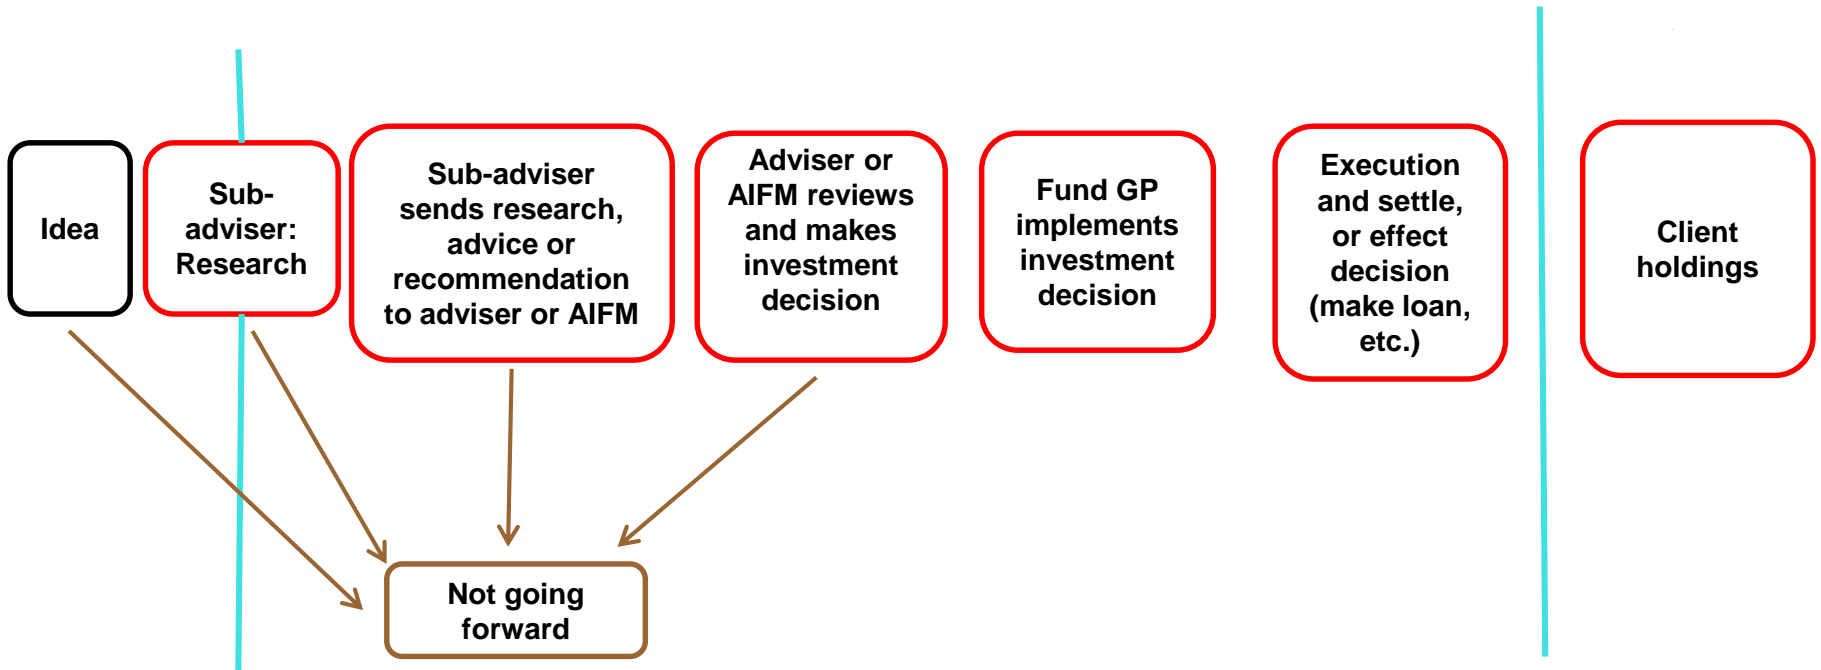 Idea
Sub-
adviser:
Research
Sub-adviser
sends research,
advice or
recommendation
to adviser or AIFM
Adviser or
AIFM reviews
and makes
investment
decision
Fund GP
implements
investment
decision
Execution
and settle,
or effect
decision
(make loan,
etc.)
Client
holdings
Not going
forward